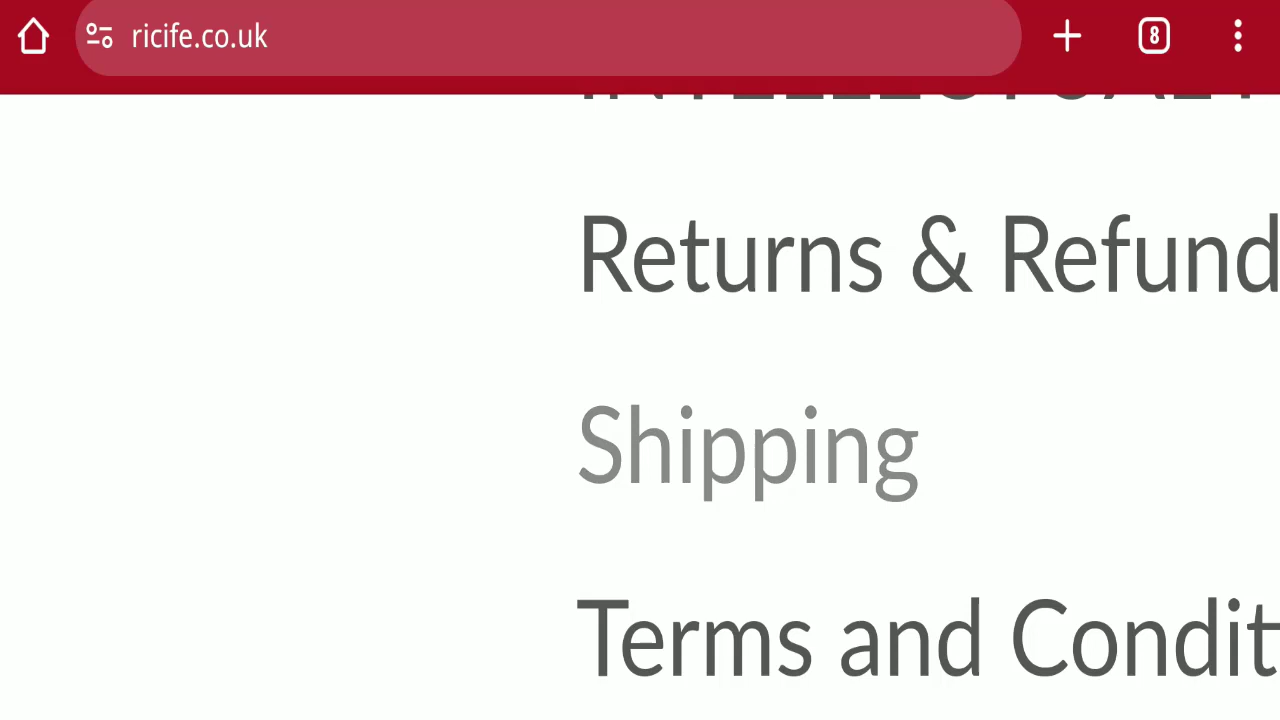 ricife.co.uk
8
Returns & Refund
Shipping
Terms and Condit